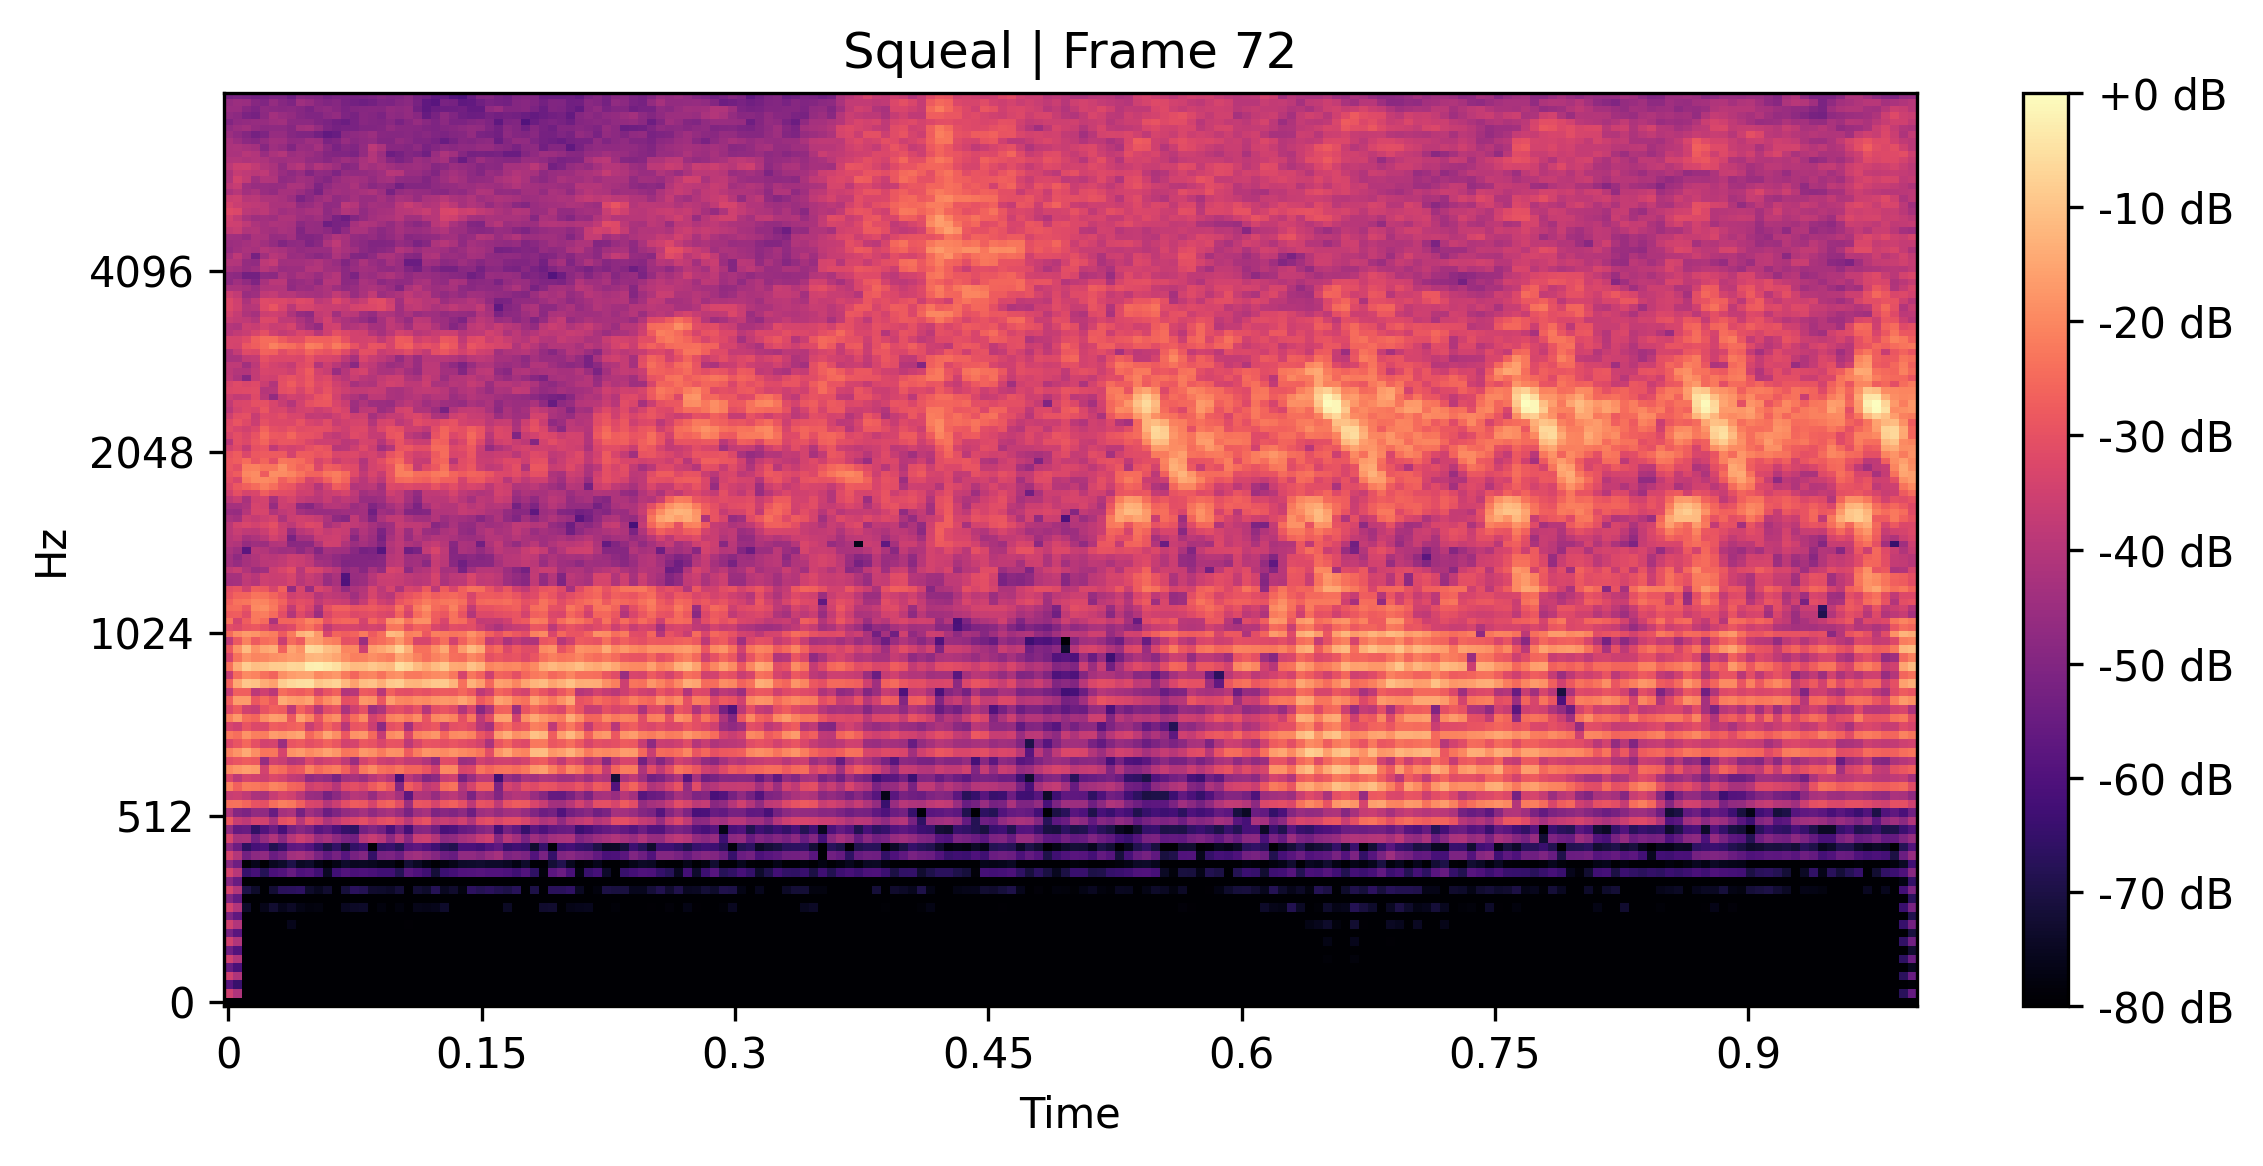 Squeal | Frame 72
Hz
4096
2048
1024
512
0
0
0.15
0.3
0.45
0.6
0.75
0.9
Time
+0 dB
-10 dB
-20 dB
-30 dB
-40 dB
-50 dB
-60 dB
-70 dB
-80 dB